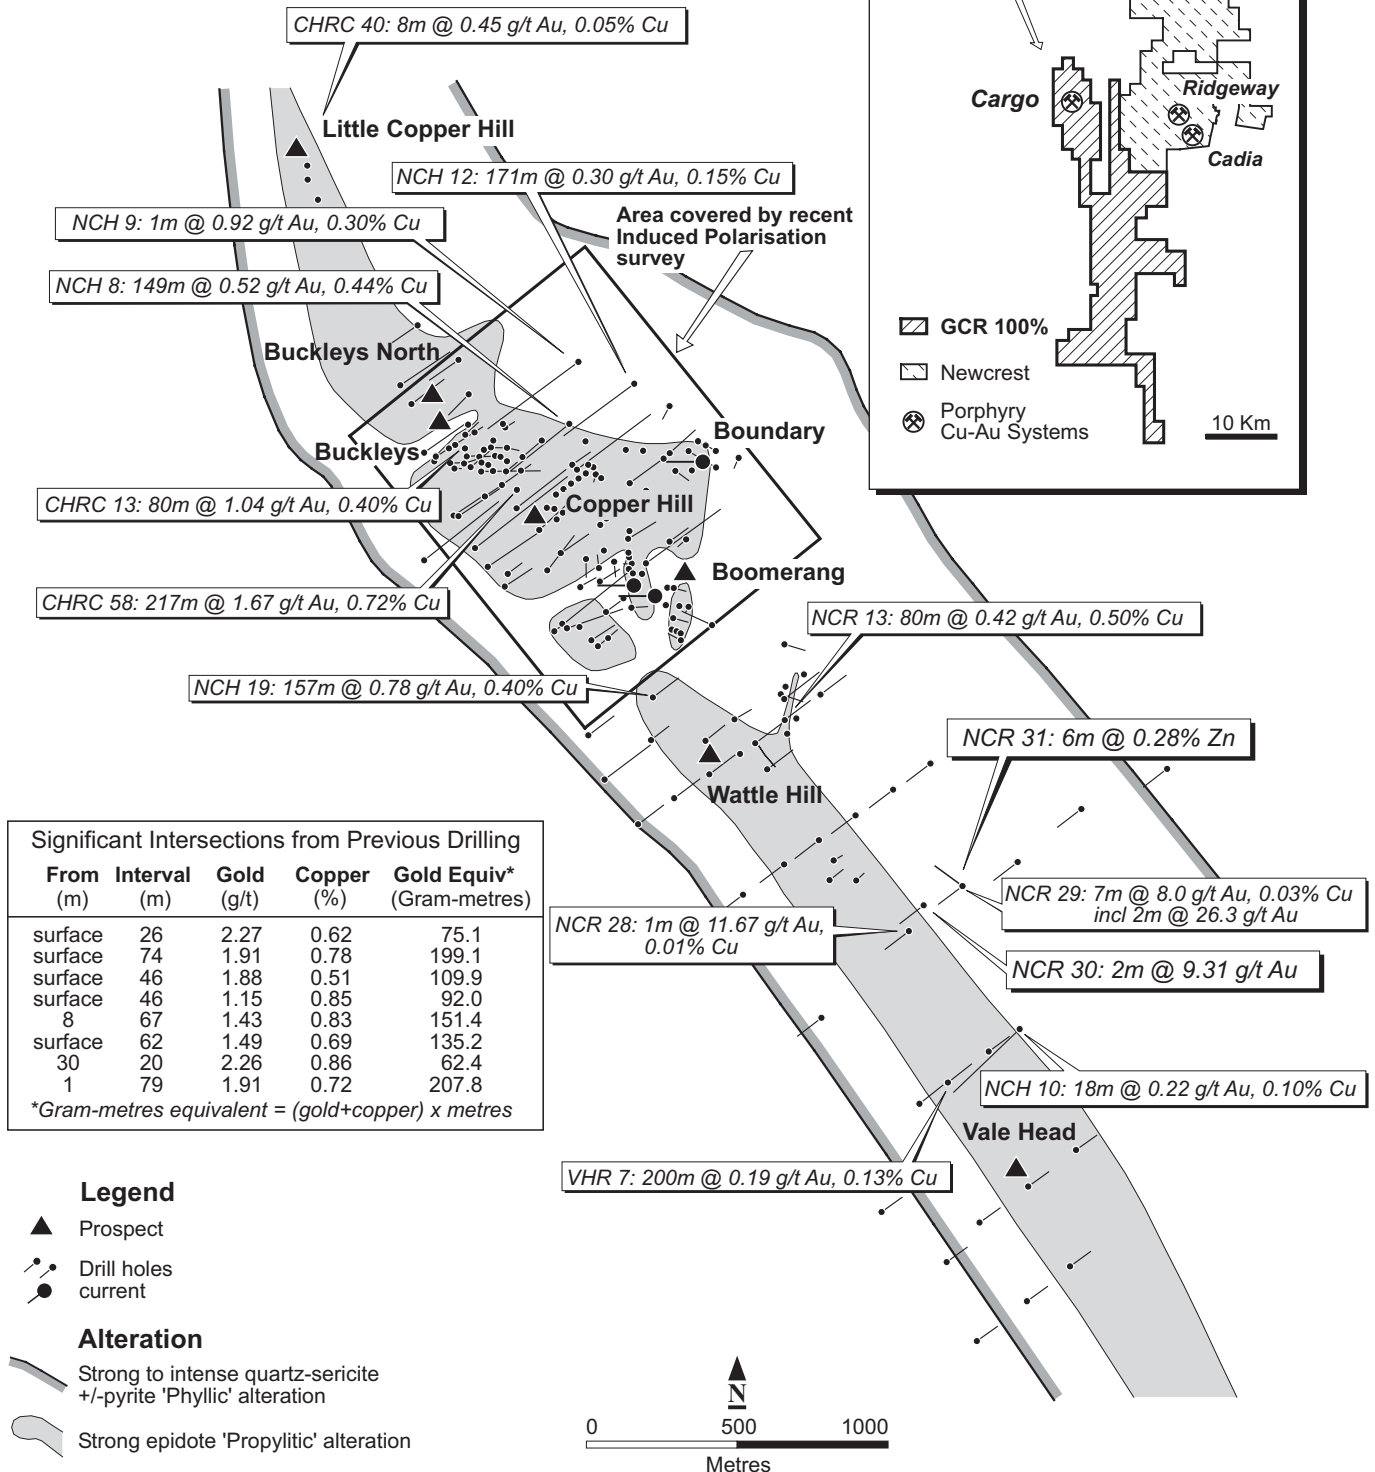 CHRC 40: 8m @ 0.45 g/t Au, 0.05% Cu
Little Copper Hill
NCH 12: 171m @ 0.30 g/t Au, 0.15% Cu
NCH 9: 1m @ 0.92 g/t Au, 0.30% Cu
Area covered by recent
Induced Polarisation
survey
NCH 8: 149m @ 0.52 g/t Au, 0.44% Cu
Buckleys North
Buckleys
Boundary
CHRC 13: 80m @ 1.04 g/t Au, 0.40% Cu
Copper Hill
Boomerang
CHRC 58: 217m @ 1.67 g/t Au, 0.72% Cu
NCR 13: 80m @ 0.42 g/t Au, 0.50% Cu
NCH 19: 157m @ 0.78 g/t Au, 0.40% Cu
NCR 31: 6m @ 0.28% Zn
Wattle Hill
NCR 29: 7m @ 8.0 g/t Au, 0.03% Cu
incl 2m @ 26.3 g/t Au
NCR 28: 1m @ 11.67 g/t Au,
0.01% Cu
NCR 30: 2m @ 9.31 g/t Au
NCH 10: 18m @ 0.22 g/t Au, 0.10% Cu
Vale Head
VHR 7: 200m @ 0.19 g/t Au, 0.13% Cu
Cargo
Ridgeway
Cadia
GCR 100%
Newcrest
Porphyry
Cu-Au Systems
10 Km
Significant Intersections from Previous Drilling
From Interval Gold Copper Gold Equiv*
(m) (m) (g/t) (%) (Gram-metres)
surface 26 2.27 0.62 75.1
surface 74 1.91 0.78 199.1
surface 46 1.88 0.51 109.9
surface 46 1.15 0.85 92.0
8 67 1.43 0.83 151.4
surface 62 1.49 0.69 135.2
30 20 2.26 0.86 62.4
1 79 1.91 0.72 207.8
*Gram-metres equivalent = (gold+copper) x metres
Legend
Prospect
Drill holes
current
Alteration
Strong to intense quartz-sericite
+/-pyrite 'Phyllic' alteration
Strong epidote 'Propylitic' alteration
N
0 500 1000
Metres